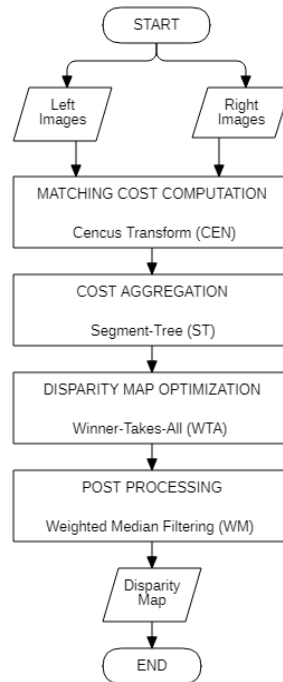 START
Left
Images
Right
Images
MATCHING COST COMPUTATION
Cencus Transform (CEN)
COST AGGREGATION
Segment-Tree (ST)
DISPARITY MAP OPTIMIZATION
Winner-Takes-All (WTA)
POST PROCESSING
Weighted Median Filtering (WM)
Disparity
Map
END